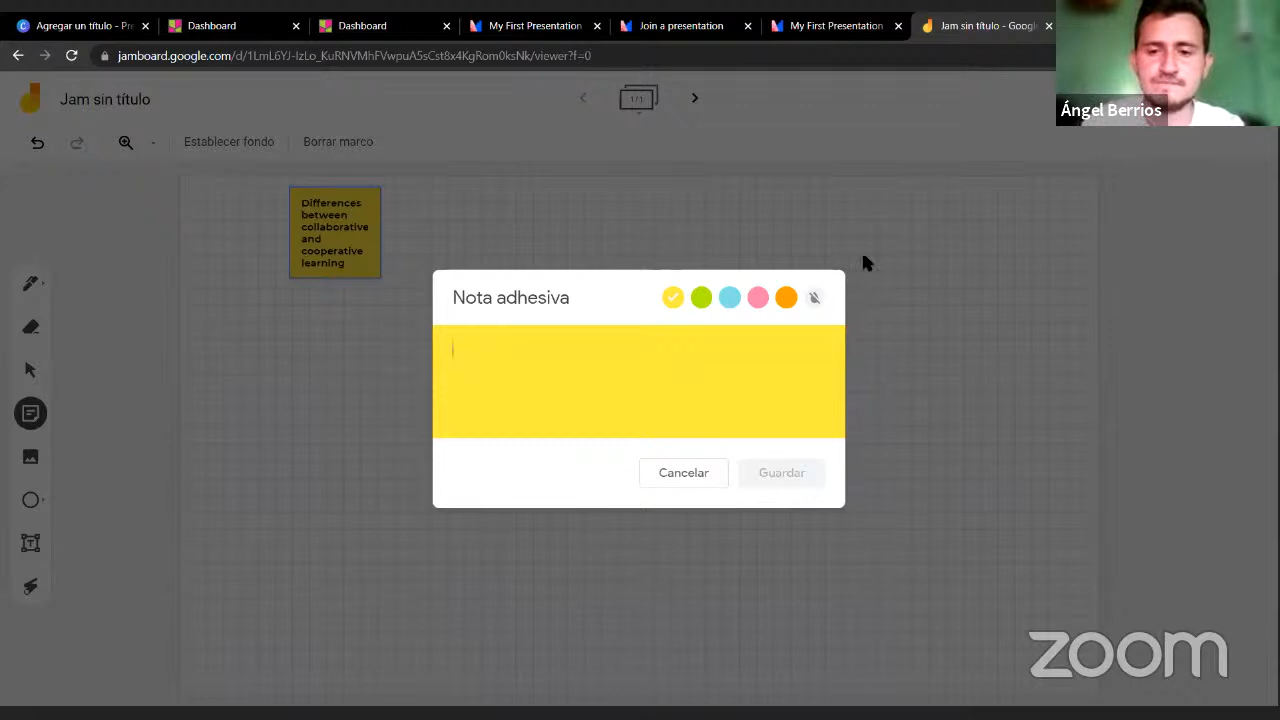 Agregar un título - Pre
Dashboard
Dashboard
My First Presentation
Join a presentation
My First Presentation
Jam sin título - Goog
jamboard.google.com/d/1LmL6YJ-IzLo_KuRNVMhFVwpuA5sCst8x4KgRom0ksNk/viewer?f=0
Jam sin título
1/1
Ángel Berrios
Establecer fondo
Borrar marco
Differences
between
collaborative
and
cooperative
learning
Nota adhesiva
Cancelar
Guardar
zoom